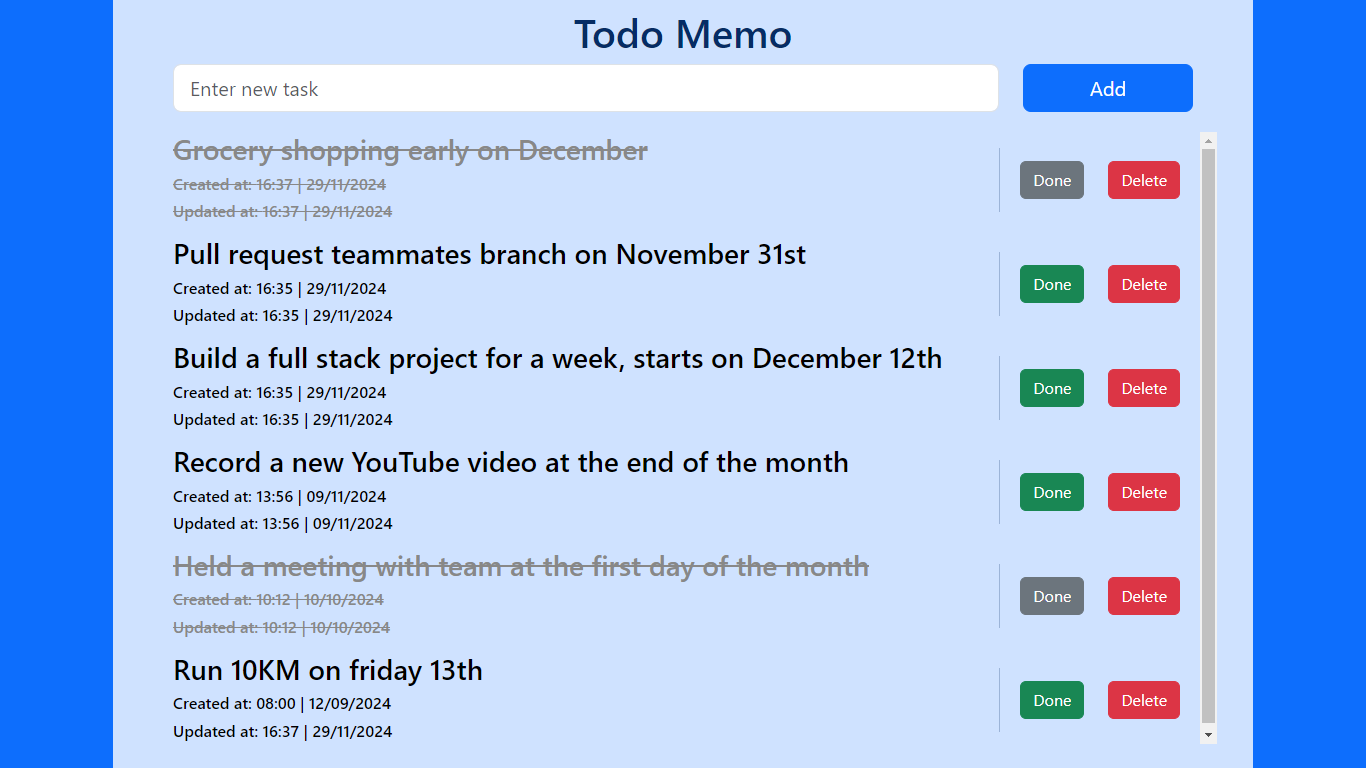 Todo Memo
Enter new task
Add
Grocery shopping early on December
Created at: 16:37 | 29/11/2024
Updated at: 16:37 | 29/11/2024
Done
Delete
Pull request teammates branch on November 31st
Created at: 16:35 | 29/11/2024
Updated at: 16:35 | 29/11/2024
Done
Delete
Build a full stack project for a week, starts on December 12th
Created at: 16:35 | 29/11/2024
Updated at: 16:35 | 29/11/2024
Done
Delete
Record a new YouTube video at the end of the month
Created at: 13:56 | 09/11/2024
Updated at: 13:56 | 09/11/2024
Done
Delete
Held a meeting with team at the first day of the month
Created at: 10:12 | 10/10/2024
Updated at: 10:12 | 10/10/2024
Done
Delete
Run 10KM on friday 13th
Created at: 08:00 | 12/09/2024
Updated at: 16:37 | 29/11/2024
Done
Delete